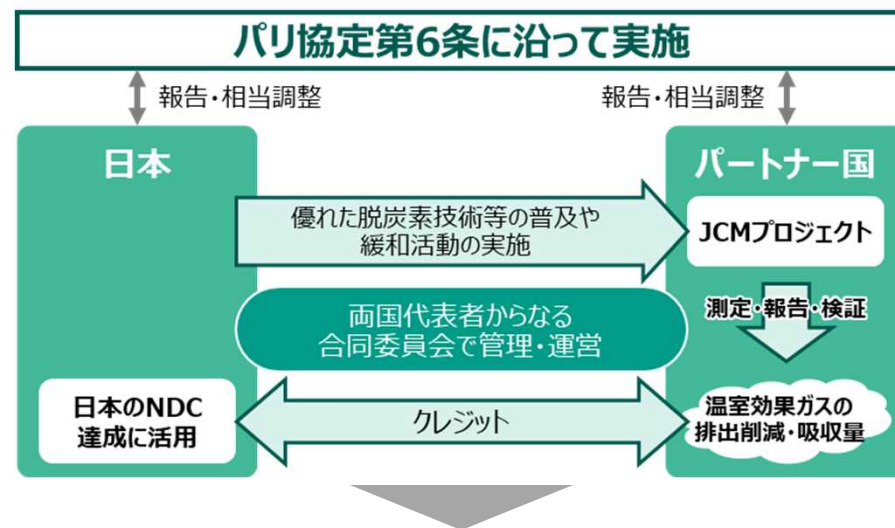 パリ協定第6条に沿って実施
報告・相当調整
報告・相当調整
日本
パートナー国
優れた脱炭素技術等の普及や
緩和活動の実施
JCMプロジェクト
測定・報告・検証
両国代表者からなる
合同委員会で管理・運営
日本のNDC
達成に活用
クレジット
温室効果ガスの
排出削減・吸収量